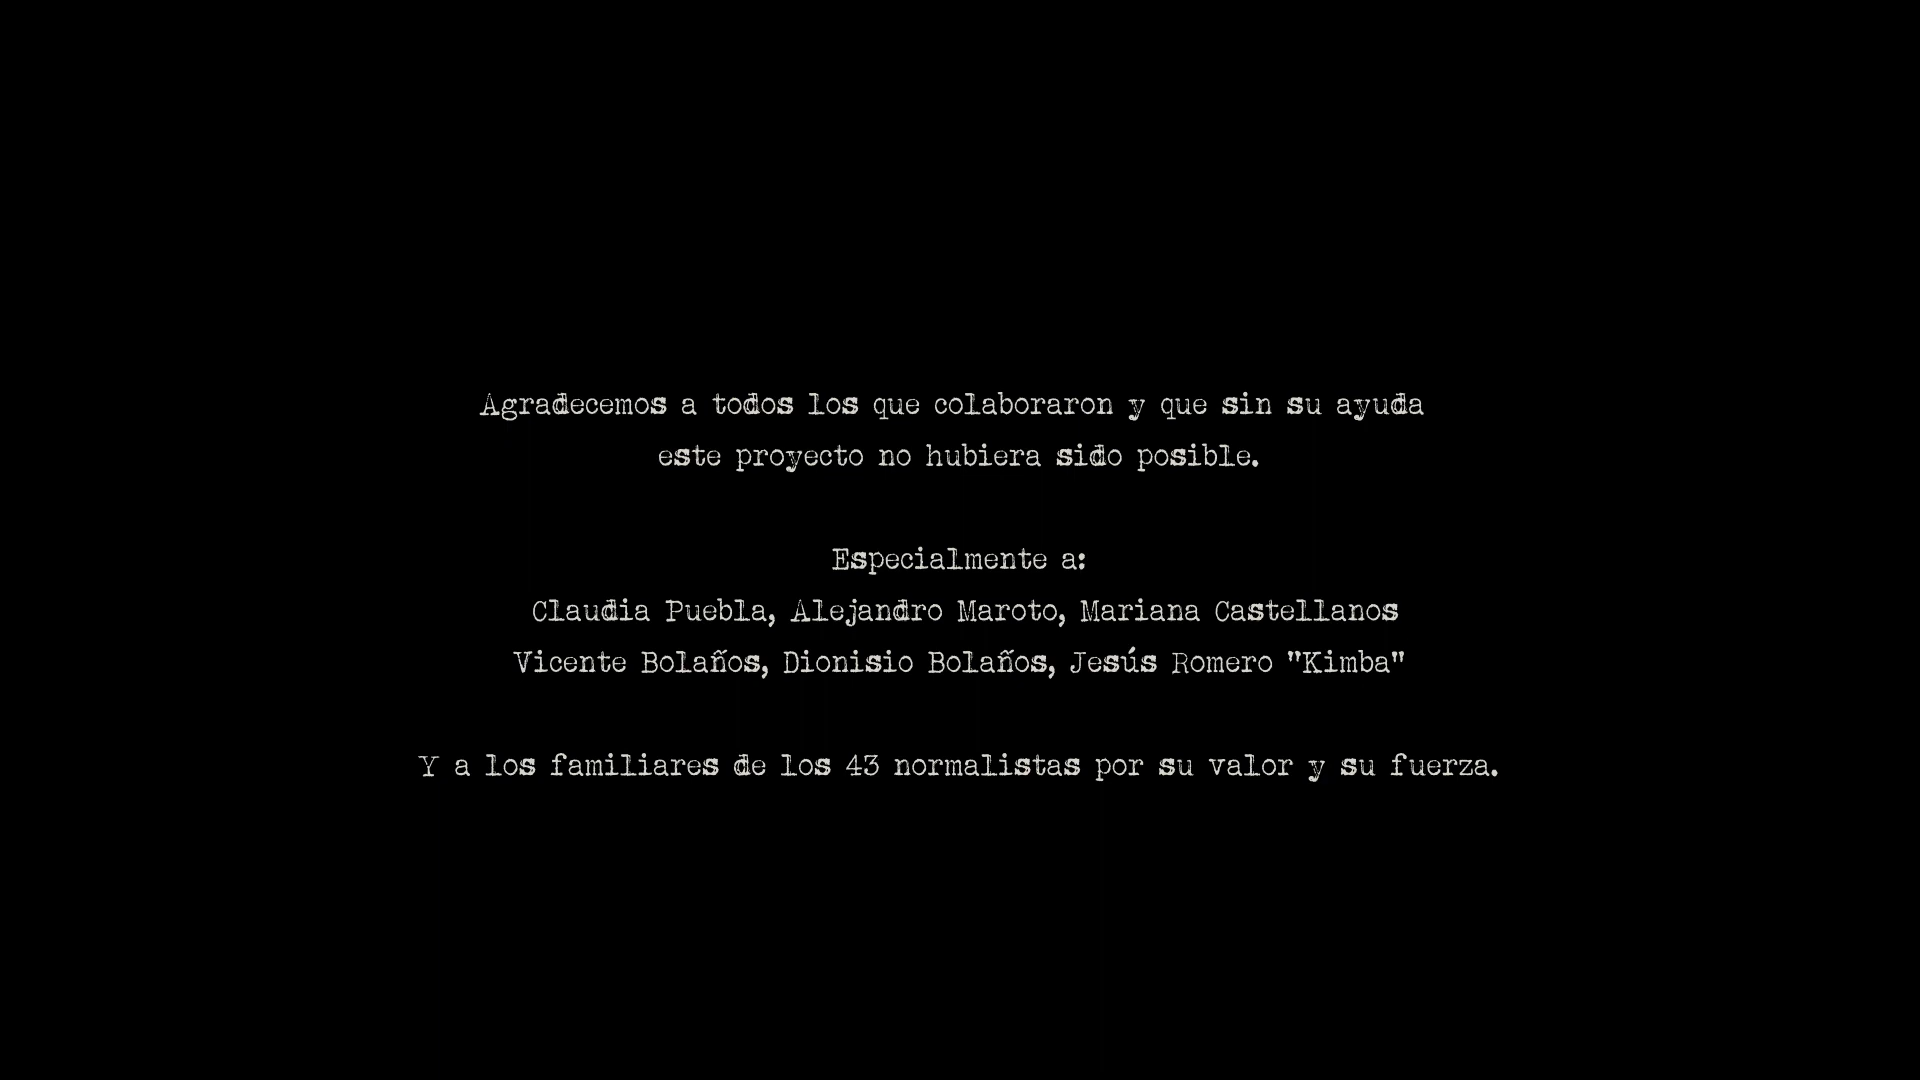 Agradecemos a todos los que colaboraron y que sin su ayuda
este proyecto no hubiera sido posible.
Especialmente a:
Claudia Puebla, Alejandro Maroto, Mariana Castellanos
Vicente Bolaños, Dionisio Bolaños, Jesús Romero "Kimba"
Y a los familiares de los 43 normalistas por su valor y su fuerza.